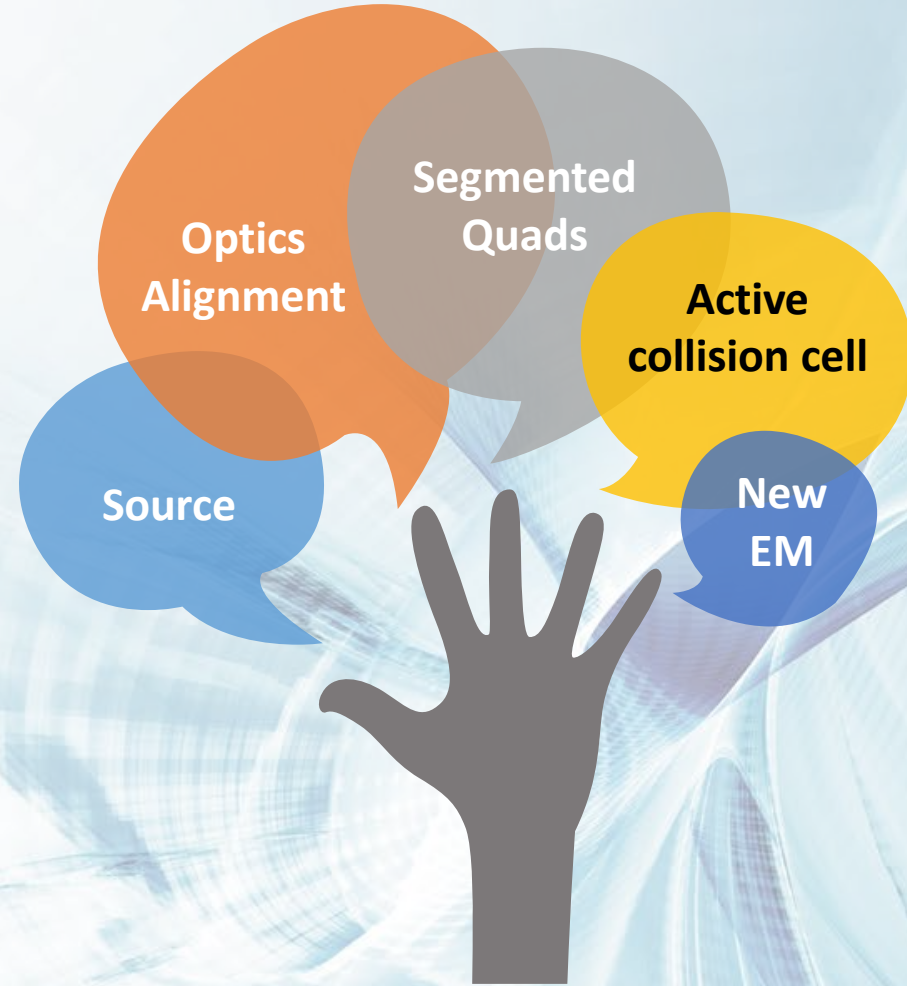 Segmented
Quads
Optics
Alignment
Active
collision cell
Source
New
EM